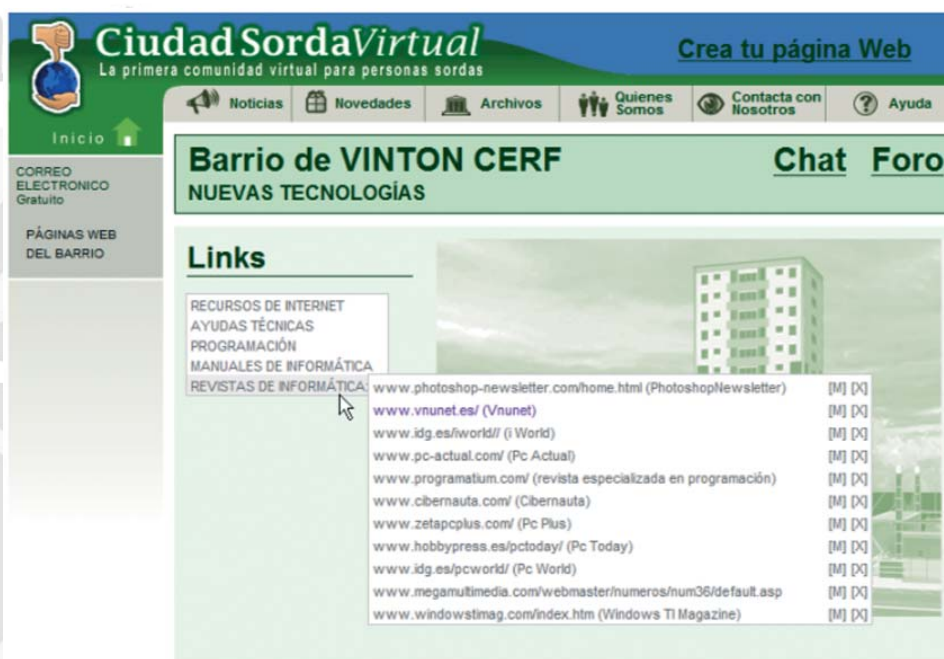 Ciudad SordaVirtual
La primera comunidad virtual para personas sordas
Crea tu página Web
Noticias
Novedades
Archivos
Quienes
Somos
Contacta con
Nosotros
Ayuda
Inicio
CORREO
ELECTRONICO
Gratuito
PÁGINAS WEB
DEL BARRIO
Barrio de VINTON CERF
NUEVAS TECNOLOGÍAS
Chat Foro
Links
RECURSOS DE INTERNET
AYUDAS TÉCNICAS
PROGRAMACIÓN
MANUALES DE INFORMÁTICA
REVISTAS DE INFORMÁTICA:
www.photoshop-newsletter.com/home.html (PhotoshopNewsletter) [M] [X]
www.vnunet.es/ (Vnunet) [M] [X]
www.idg.es/iworld// (i World) [M] [X]
www.pc-actual.com/ (Pc Actual) [M] [X]
www.programatium.com/ (revista especializada en programación) [M] [X]
www.cibernauta.com/ (Cibernauta) [M] [X]
www.zetapcplus.com/ (Pc Plus) [M] [X]
www.hobbypress.es/pctoday/ (Pc Today) [M] [X]
www.idg.es/pcworld/ (Pc World) [M] [X]
www.megamultimedia.com/webmaster/numeros/num36/default.asp [M] [X]
www.windowstimag.com/index.htm (Windows TI Magazine) [M] [X]